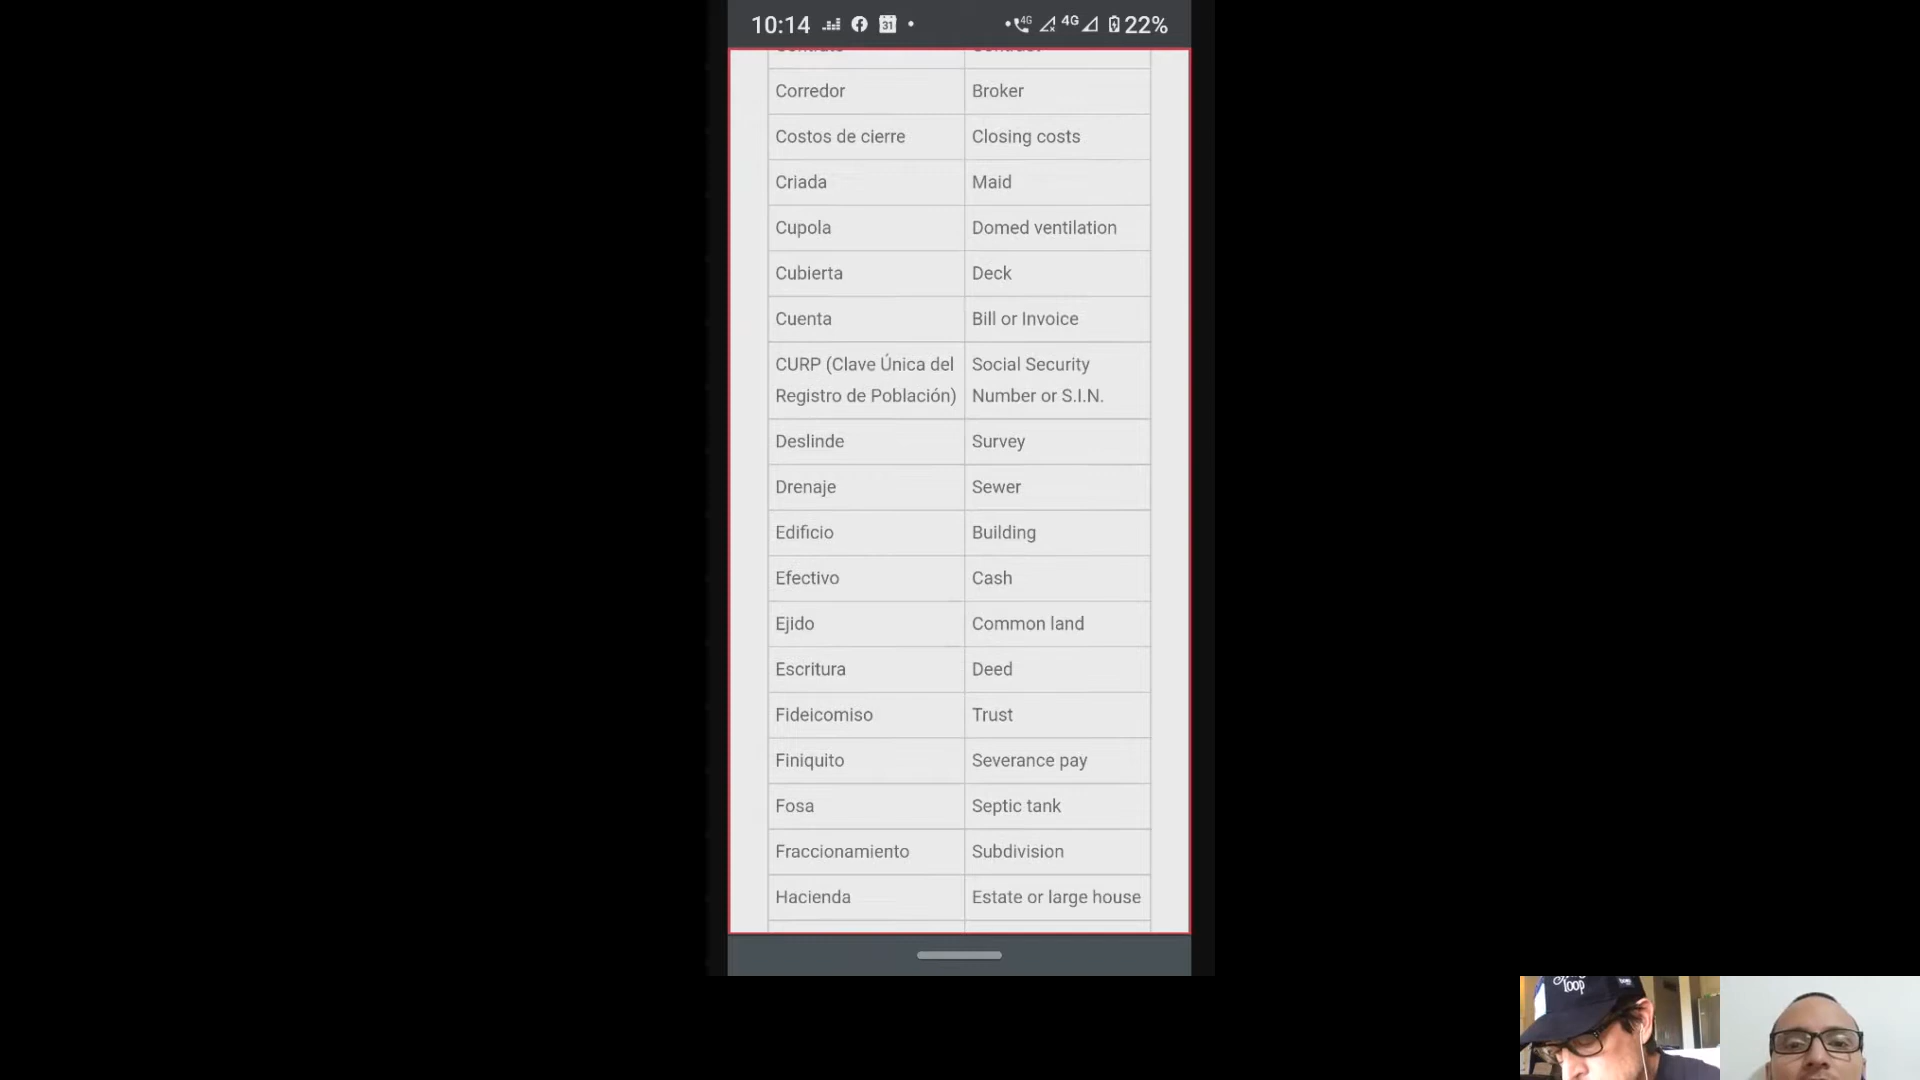 10:14 31 4G 4G 22%
Corredor Broker
Costos de cierre Closing costs
Criada Maid
Cupola Domed ventilation
Cubierta Deck
Cuenta Bill or Invoice
CURP (Clave Única del Social Security
Registro de Población) Number or S.I.N.
Deslinde Survey
Drenaje Sewer
Edificio Building
Efectivo Cash
Ejido Common land
Escritura Deed
Fideicomiso Trust
Finiquito Severance pay
Fosa Septic tank
Fraccionamiento Subdivision
Hacienda Estate or large house
loop